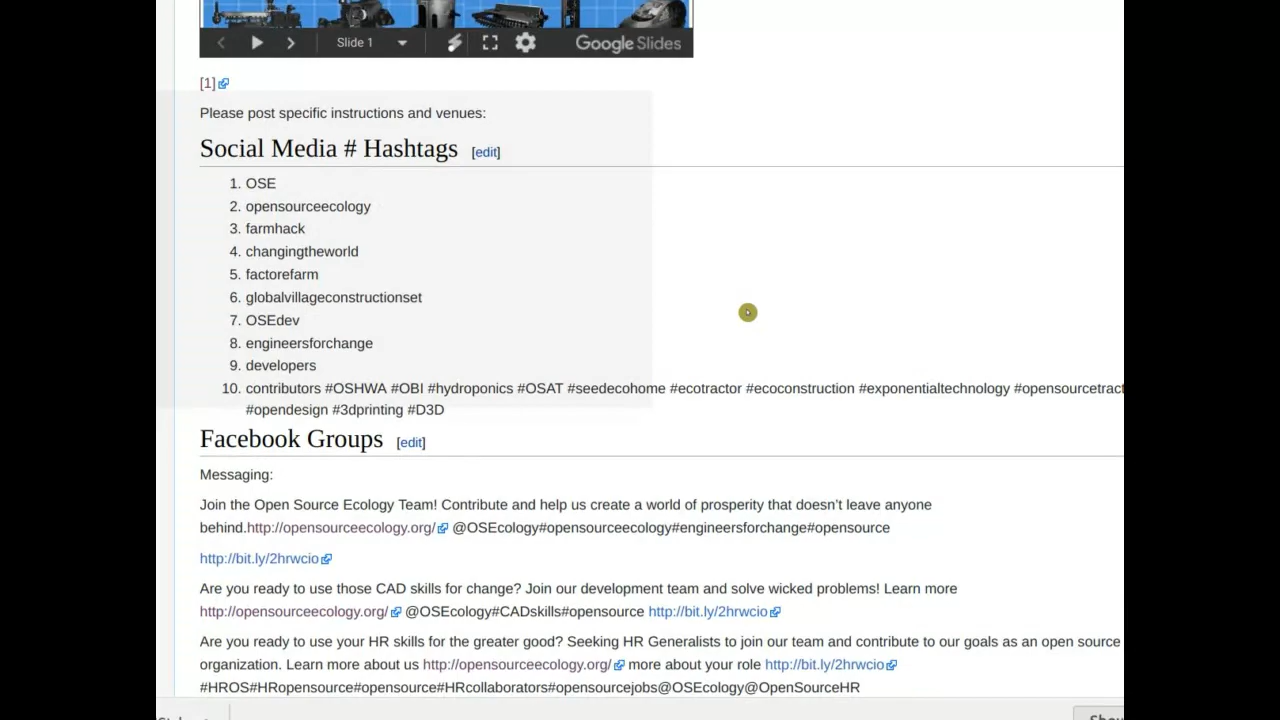 Slide 1
Google Slides
[1]
Please post specific instructions and venues:
Social Media # Hashtags [edit]
1. OSE
2. opensourceecology
3. farmhack
4. changingtheworld
5. factorefarm
6. globalvillageconstructionset
7. OSEdev
8. engineersforchange
9. developers
10. contributors #OSHWA #OBI #hydroponics #OSAT #seedecohome #ecotractor #ecoconstruction #exponentialtechnology #opensourcetract
#opendesign #3dprinting #D3D
Facebook Groups [edit]
Messaging:
Join the Open Source Ecology Team! Contribute and help us create a world of prosperity that doesn’t leave anyone
behind.http://opensourceecology.org/ @OSEcology#opensourceecology#engineersforchange#opensource
http://bit.ly/2hrwcio
Are you ready to use those CAD skills for change? Join our development team and solve wicked problems! Learn more
http://opensourceecology.org/ @OSEcology#CADskills#opensource http://bit.ly/2hrwcio
Are you ready to use your HR skills for the greater good? Seeking HR Generalists to join our team and contribute to our goals as an open source
organization. Learn more about us http://opensourceecology.org/ more about your role http://bit.ly/2hrwcio
#HROS#HRopensource#opensource#HRcollaborators#opensourcejobs@OSEcology@OpenSourceHR